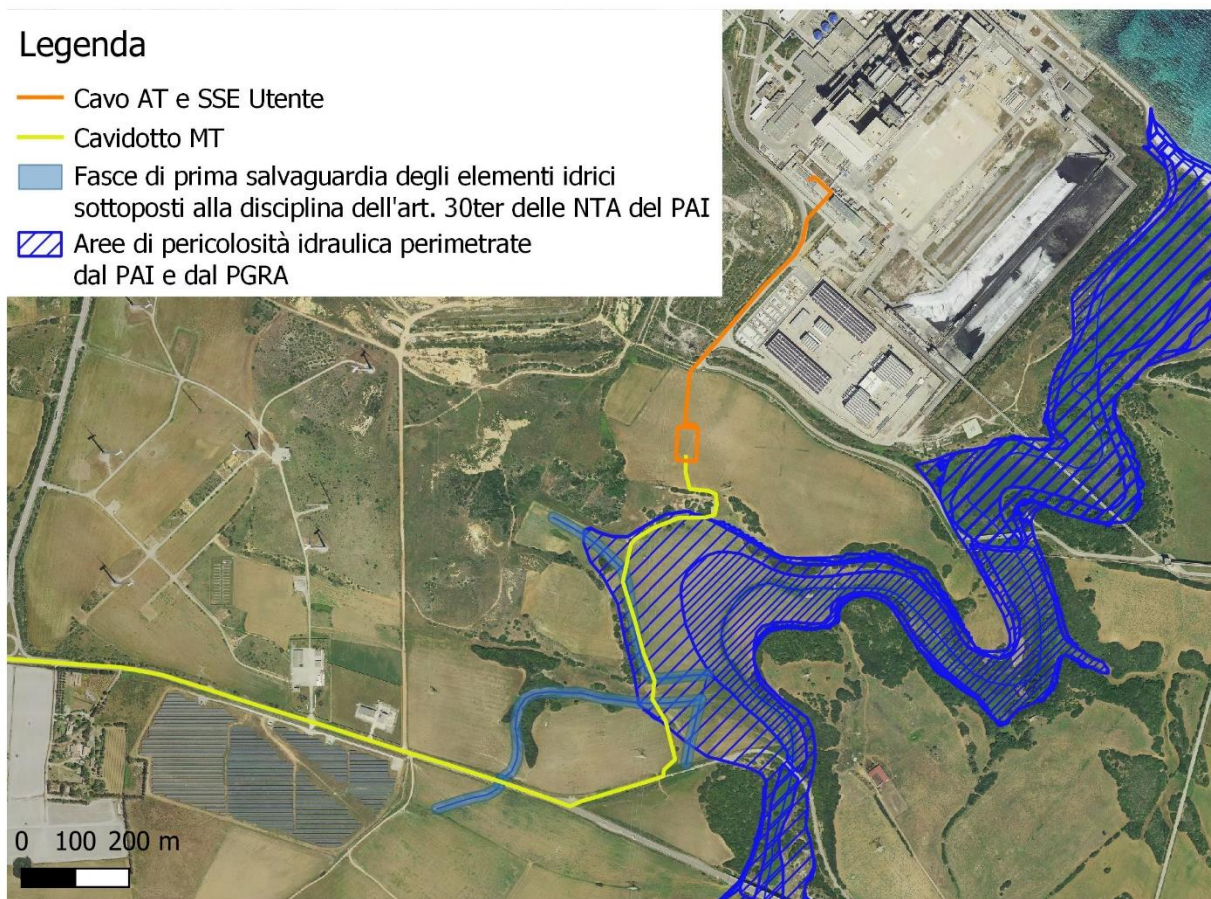 Legenda
Cavo AT e SSE Utente
Cavidotto MT
Fasce di prima salvaguardia degli elementi idrici
sottoposti alla disciplina dell'art. 30ter delle NTA del PAI
Aree di pericolosità idraulica perimetrate
dal PAI e dal PGRA
0 100 200 m